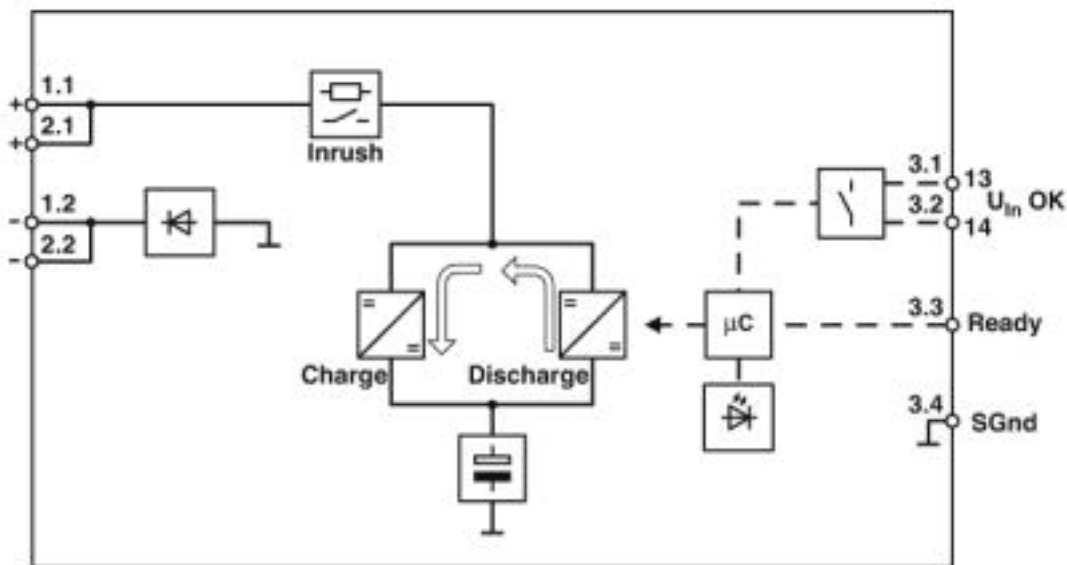 + 1.1
+ 2.1
Inrush
- 1.2
- 2.2
3.1 13
U_In OK
3.2 14
= =
= =
Charge
Discharge
µC
3.3 Ready
3.4 SGnd